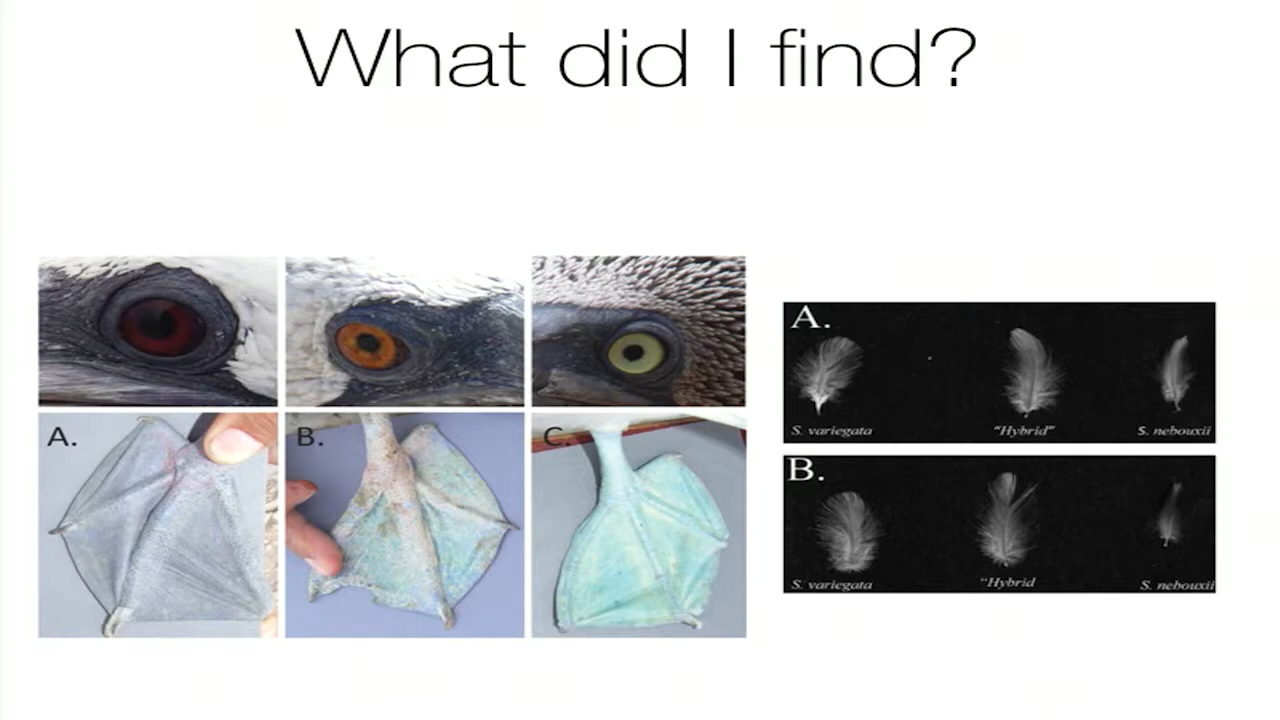 What did I find?
A.
B.
C.
A.
S. variegata
"Hybrid"
S. nebouxii
B.
S. variegata
"Hybrid
S. nebouxii